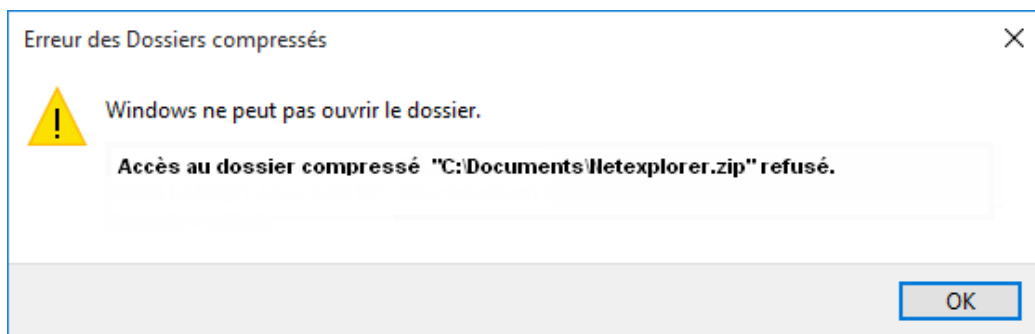 Erreur des Dossiers compressés
Windows ne peut pas ouvrir le dossier.
Accès au dossier compressé "C:\Documents\Netexplorer.zip" refusé.
OK